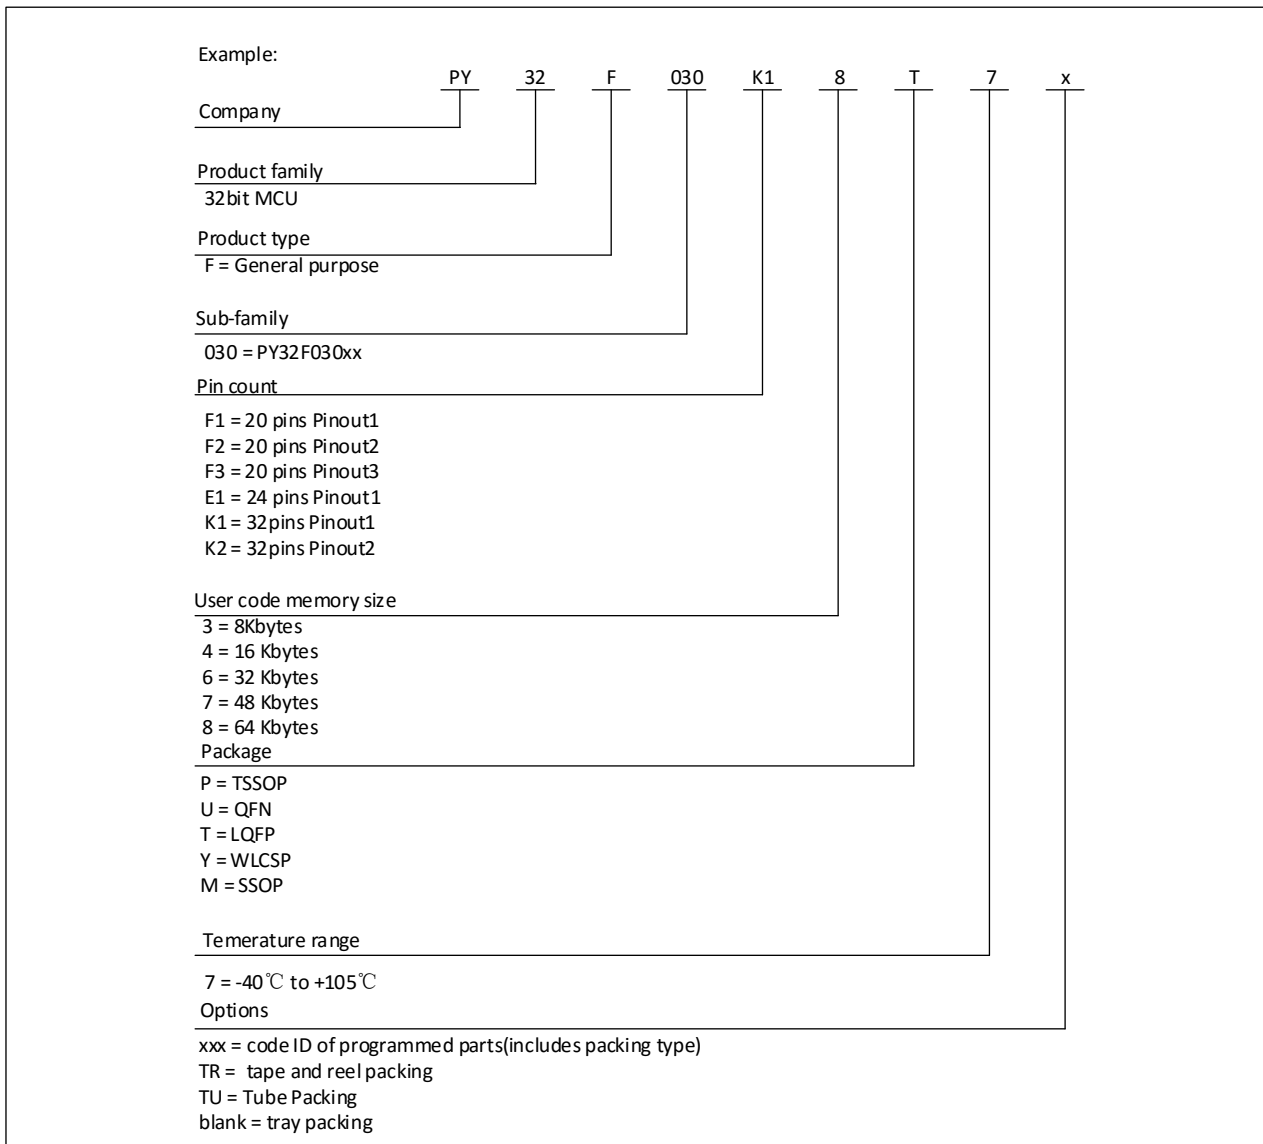 Example:
PY 32 F 030 K1 8 T 7 x
Company
Product family
32bit MCU
Product type
F = General purpose
Sub-family
030 = PY32F030xx
Pin count
F1 = 20 pins Pinout1
F2 = 20 pins Pinout2
F3 = 20 pins Pinout3
E1 = 24 pins Pinout1
K1 = 32pins Pinout1
K2 = 32pins Pinout2
User code memory size
3 = 8Kbytes
4 = 16 Kbytes
6 = 32 Kbytes
7 = 48 Kbytes
8 = 64 Kbytes
Package
P = TSSOP
U = QFN
T = LQFP
Y = WLCSP
M = SSOP
Temerature range
7 = -40℃ to +105℃
Options
xxx = code ID of programmed parts(includes packing type)
TR = tape and reel packing
TU = Tube Packing
blank = tray packing